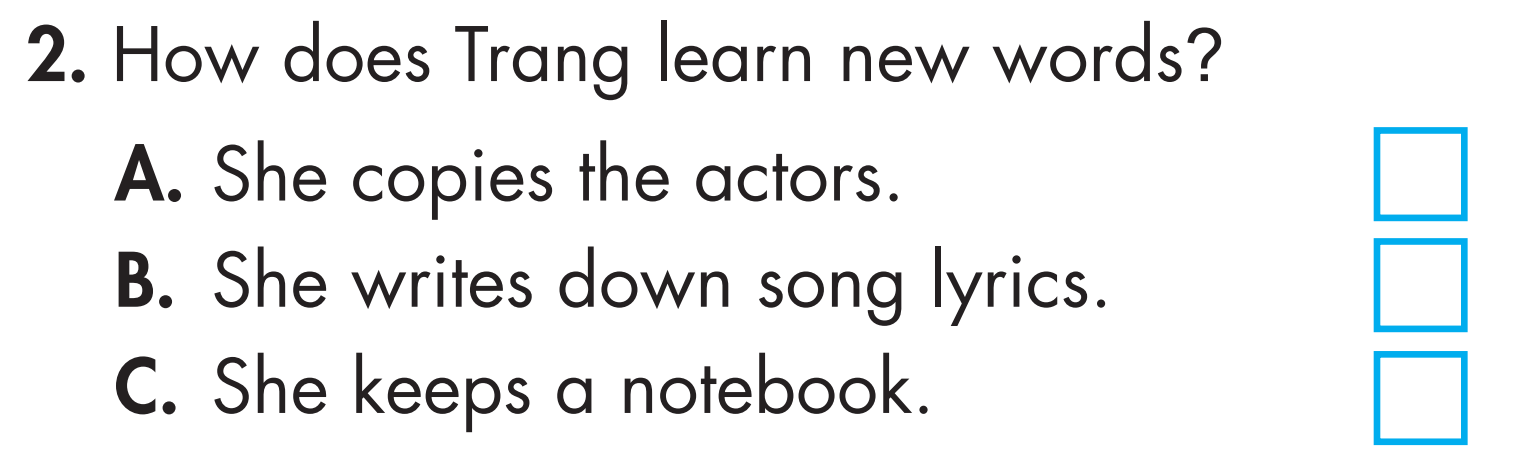 2. How does Trang learn new words?
A. She copies the actors.
B. She writes down song lyrics.
C. She keeps a notebook.